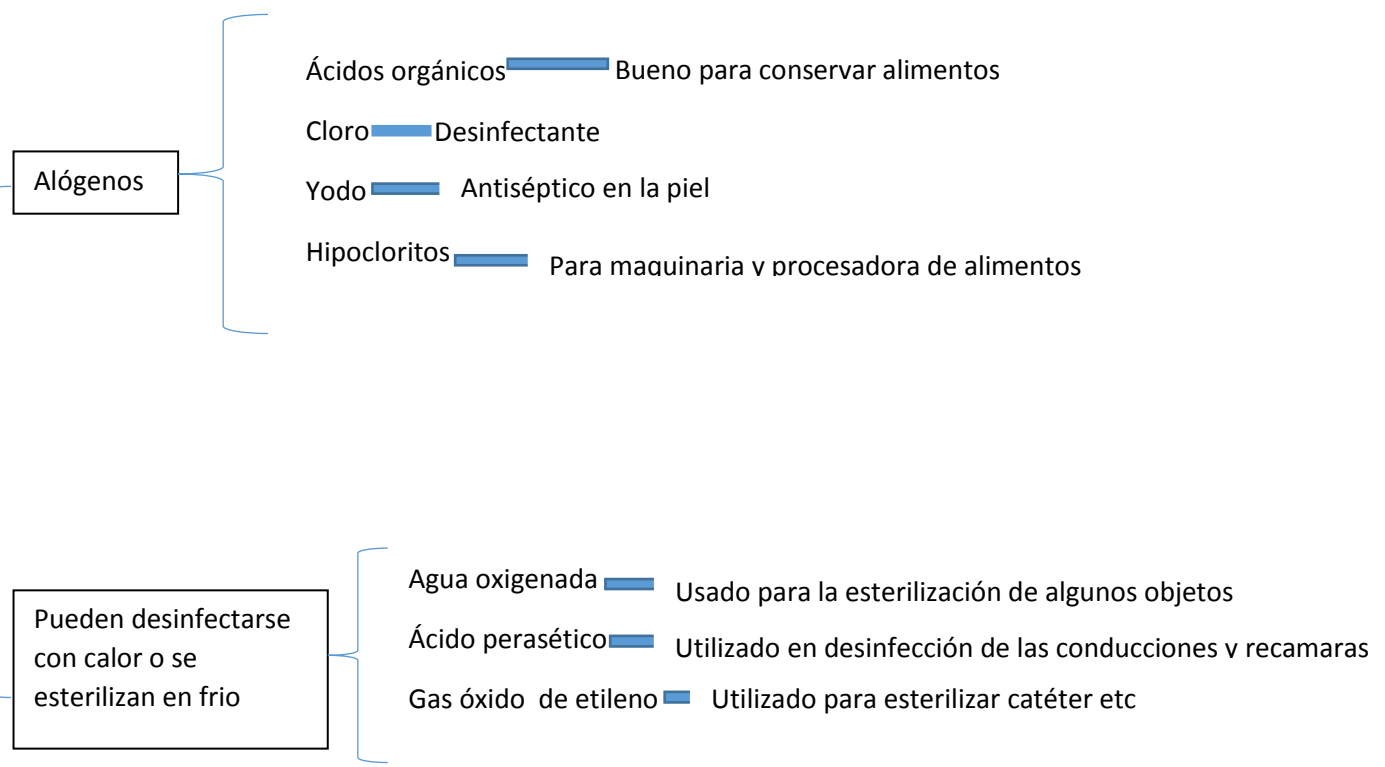 Alógenos
Ácidos orgánicos Bueno para conservar alimentos
Cloro Desinfectante
Yodo Antiséptico en la piel
Hipocloritos Para maquinaria y procesadora de alimentos
Pueden desinfectarse
con calor o se
esterilizan en frio
Agua oxigenada Usado para la esterilización de algunos objetos
Ácido perasético Utilizado en desinfección de las conducciones y recamaras
Gas óxido de etileno Utilizado para esterilizar catéter etc